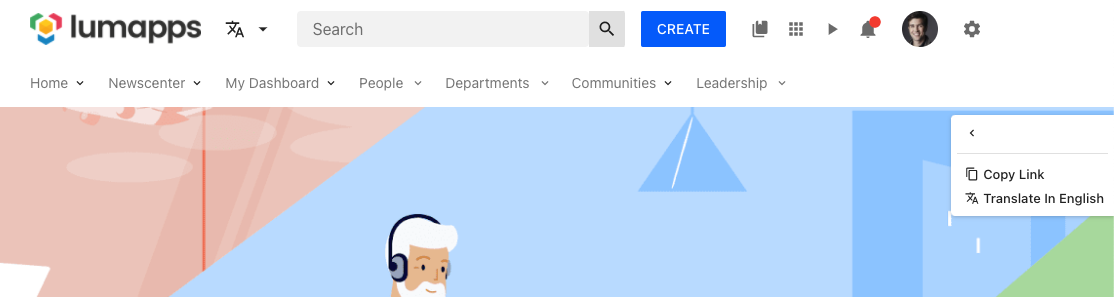 lumapps
Search
CREATE
Home Newscenter My Dashboard People Departments Communities Leadership
Copy Link
Translate In English